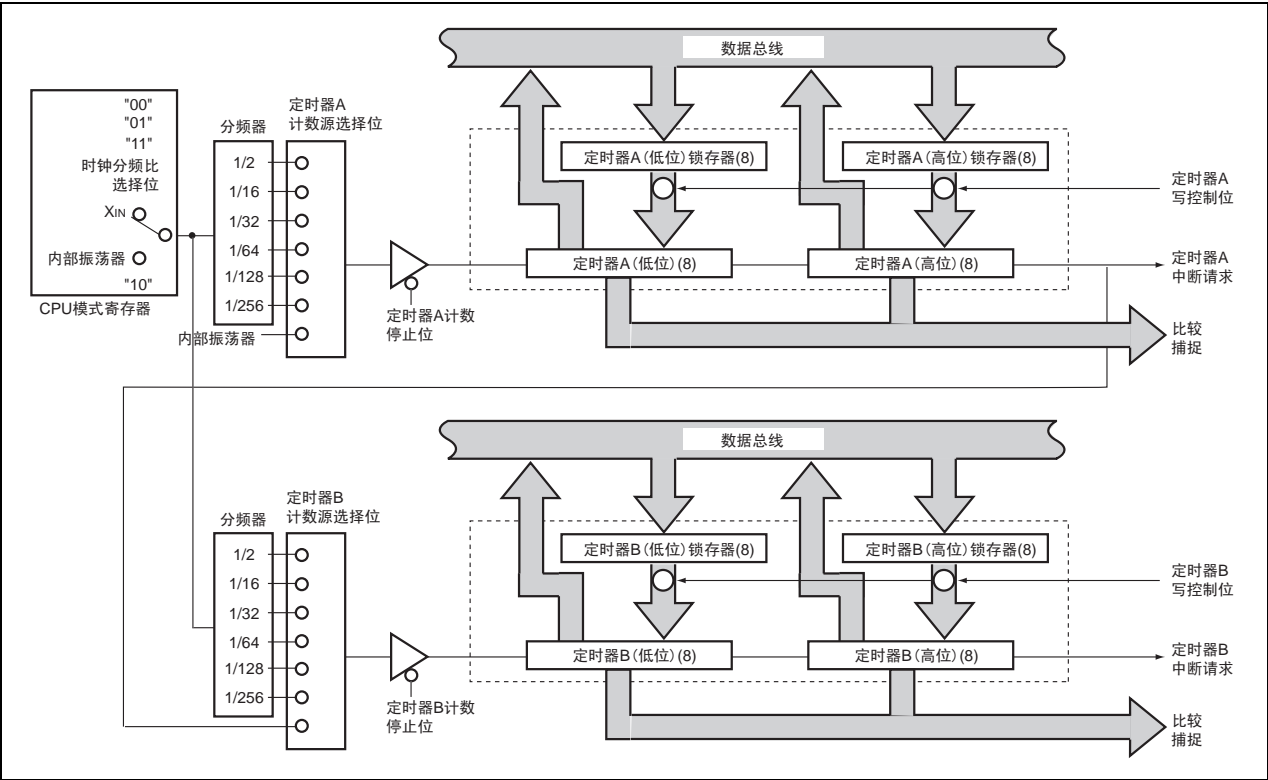 数据总线
"00"
"01"
"11"
时钟分频比
选择位
XIN
内部振荡器
"10"
CPU模式寄存器
分频器
1/2
1/16
1/32
1/64
1/128
1/256
内部振荡器
定时器A
计数源选择位
定时器A计数
停止位
定时器A(低位)锁存器(8)
定时器A(高位)锁存器(8)
定时器A
写控制位
定时器A(低位)(8)
定时器A(高位)(8)
定时器A
中断请求
比较
捕捉
数据总线
分频器
1/2
1/16
1/32
1/64
1/128
1/256
定时器B
计数源选择位
定时器B计数
停止位
定时器B(低位)锁存器(8)
定时器B(高位)锁存器(8)
定时器B
写控制位
定时器B(低位)(8)
定时器B(高位)(8)
定时器B
中断请求
比较
捕捉